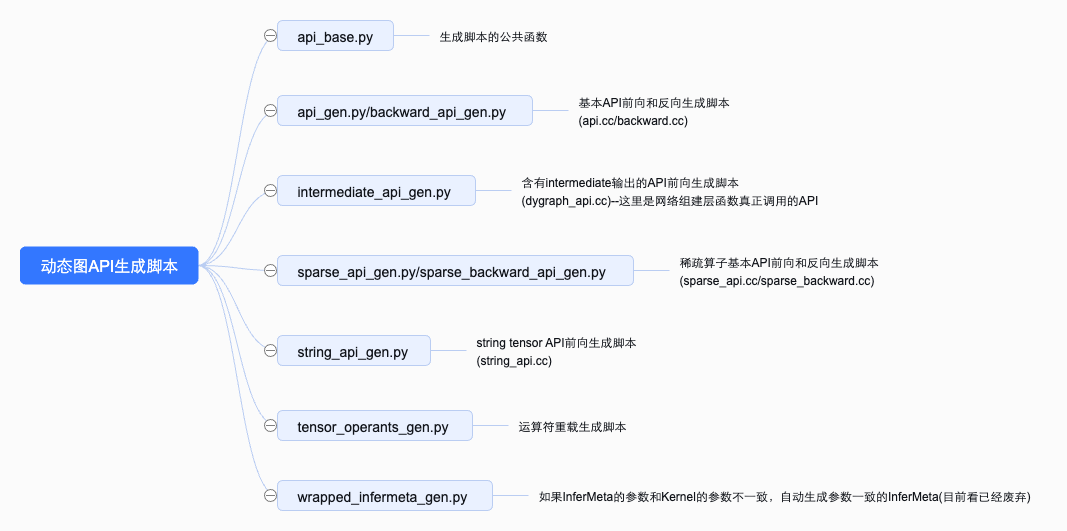 api_base.py
生成脚本的公共函数
api_gen.py/backward_api_gen.py
基本API前向和反向生成脚本
(api.cc/backward.cc)
intermediate_api_gen.py
含有intermediate输出的API前向生成脚本
(dygraph_api.cc)--这里是网络组建层函数真正调用的API
动态图API生成脚本
sparse_api_gen.py/sparse_backward_api_gen.py
稀疏算子基本API前向和反向生成脚本
(sparse_api.cc/sparse_backward.cc)
string_api_gen.py
string tensor API前向生成脚本
(string_api.cc)
tensor_operants_gen.py
运算符重载生成脚本
wrapped_infermeta_gen.py
如果InferMeta的参数和Kernel的参数不一致，自动生成参数一致的InferMeta(目前看已经废弃)